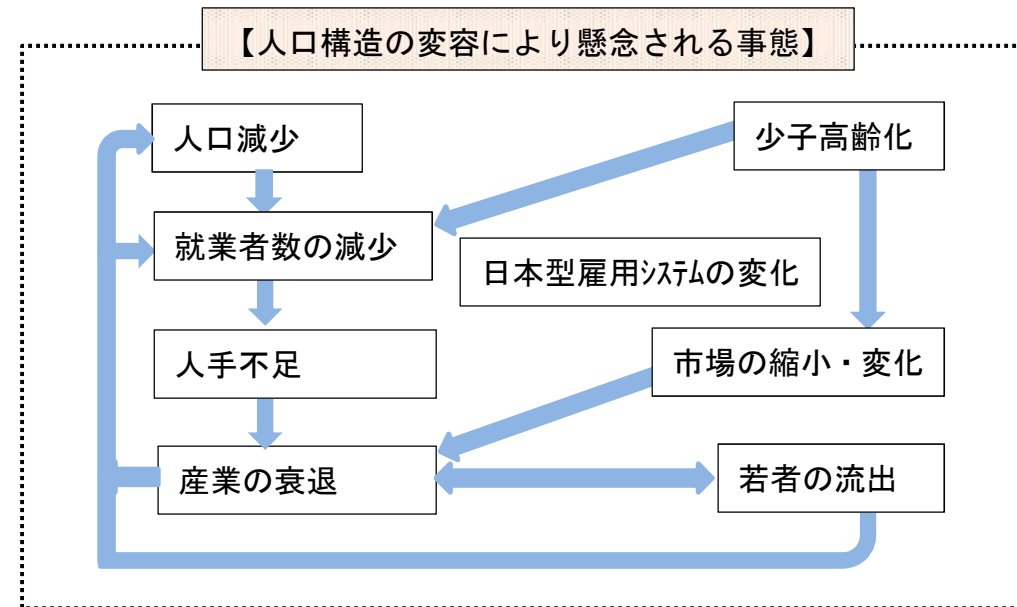 【人口構造の変容により懸念される事態】
人口減少
少子高齢化
就業者数の減少
日本型雇用ｼｽﾃﾑの変化
人手不足
市場の縮小・変化
産業の衰退
若者の流出